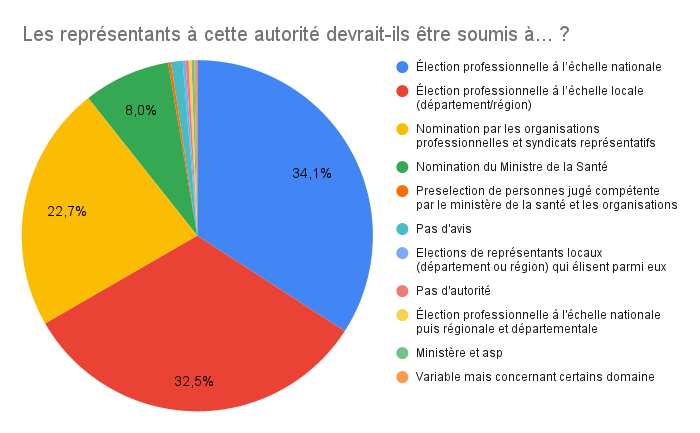 Les représentants à cette autorité devrait-ils être soumis à... ?
Élection professionnelle à l'échelle nationale
Élection professionnelle à l'échelle locale
(département/région)
Nomination par les organisations
professionnelles et syndicats représentatifs
Nomination du Ministre de la Santé
Preselection de personnes jugé compétente
par le ministère de la santé et les organisations
Pas d'avis
Elections de représentants locaux
(département ou région) qui élisent parmi eux
Pas d'autorité
Élection professionnelle à l'échelle nationale
puis régionale et départementale
Ministère et asp
Variable mais concernant certains domaine
34,1%
32,5%
22,7%
8,0%